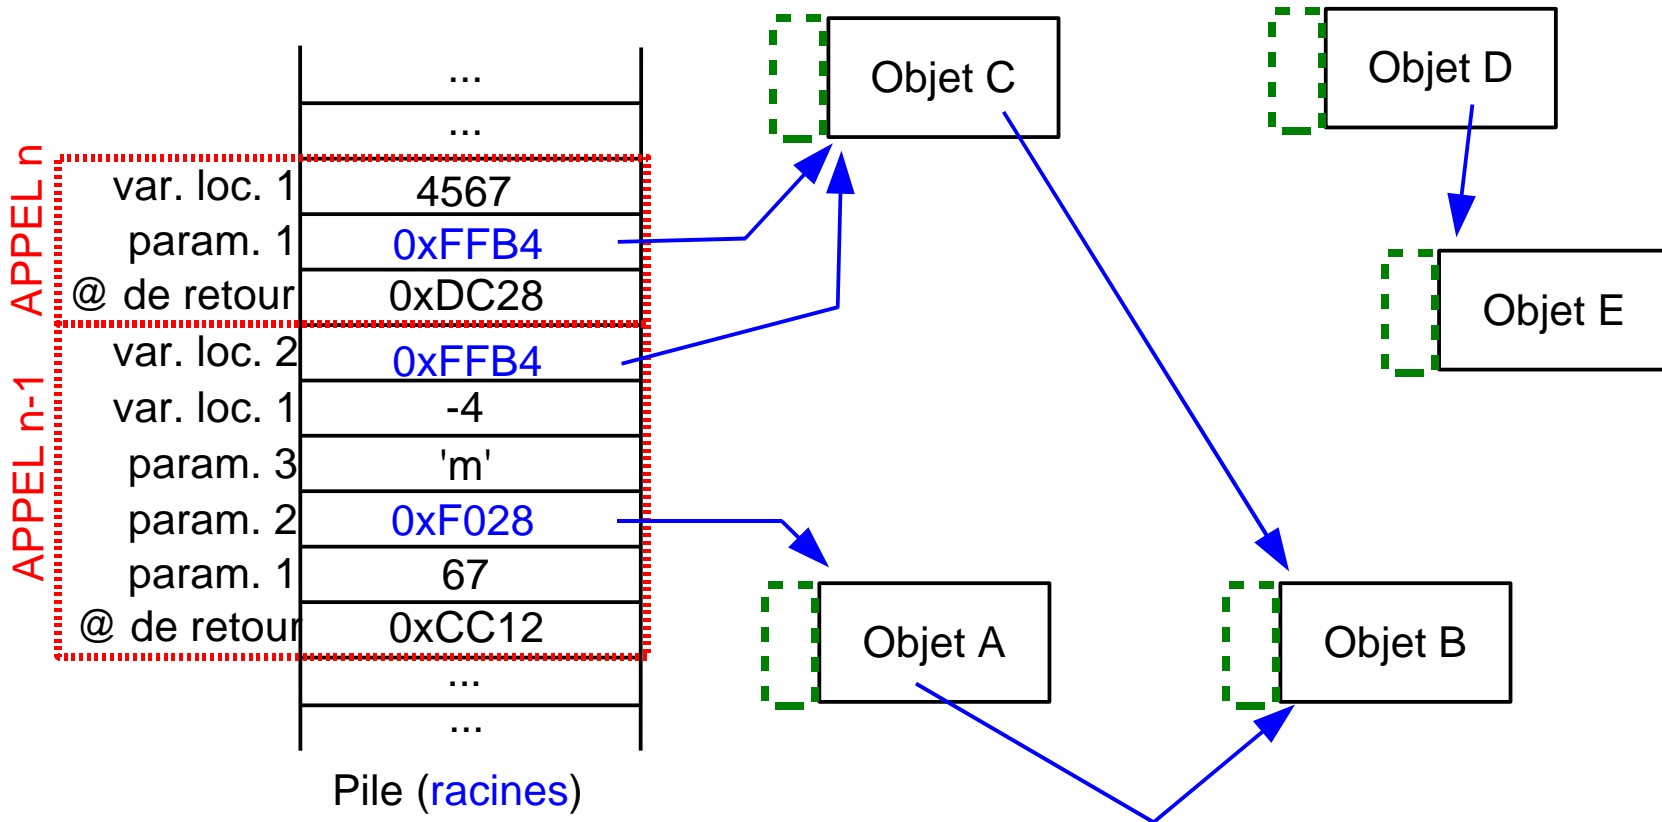 ...
...
APPEL n
var. loc. 1 4567
param. 1 0xFFB4
@ de retour 0xDC28
APPEL n-1
var. loc. 2 0xFFB4
var. loc. 1 -4
param. 3 'm'
param. 2 0xF028
param. 1 67
@ de retour 0xCC12
...
...
Pile (racines)
Objet C
Objet D
Objet E
Objet A
Objet B